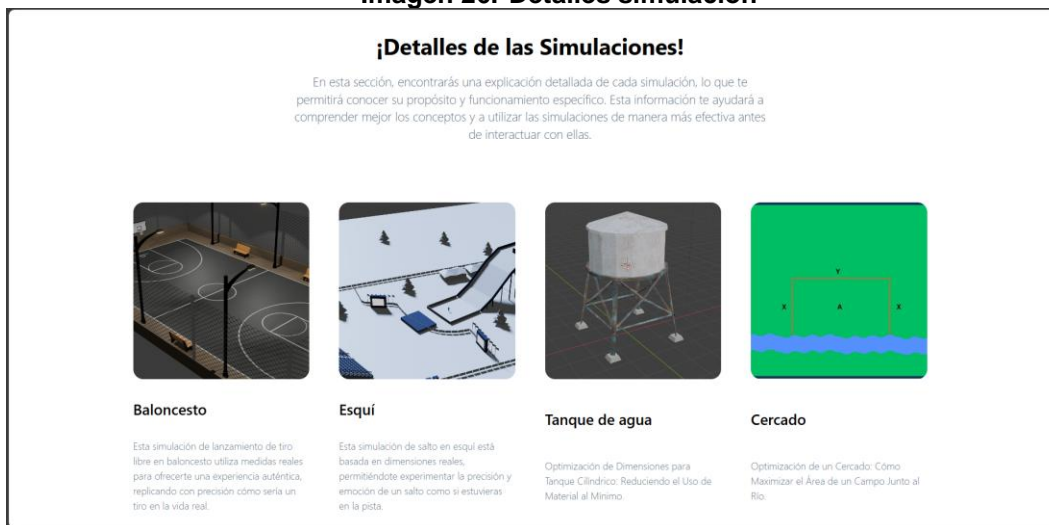 Imagen 26. Detalles simulación
¡Detalles de las Simulaciones!
En esta sección, encontrarás una explicación detallada de cada simulación, lo que te
permitirá conocer su propósito y funcionamiento específico. Esta información te ayudará a
comprender mejor los conceptos y a utilizar las simulaciones de manera más efectiva antes
de interactuar con ellas.
Y
X
A
X
Baloncesto
Esta simulación de lanzamiento de tiro
libre en baloncesto utiliza medidas reales
para ofrecerte una experiencia auténtica,
replicando con precisión cómo sería un
tiro en la vida real.
Esquí
Esta simulación de salto en esquí está
basada en dimensiones reales,
permitiéndote experimentar la precisión y
emoción de un salto como si estuvieras
en la pista.
Tanque de agua
Optimización de Dimensiones para
Tanque Cilíndrico: Reduciendo el Uso de
Material al Mínimo.
Cercado
Optimización de un Cercado: Cómo
Maximizar el Área de un Campo Junto al
Río.